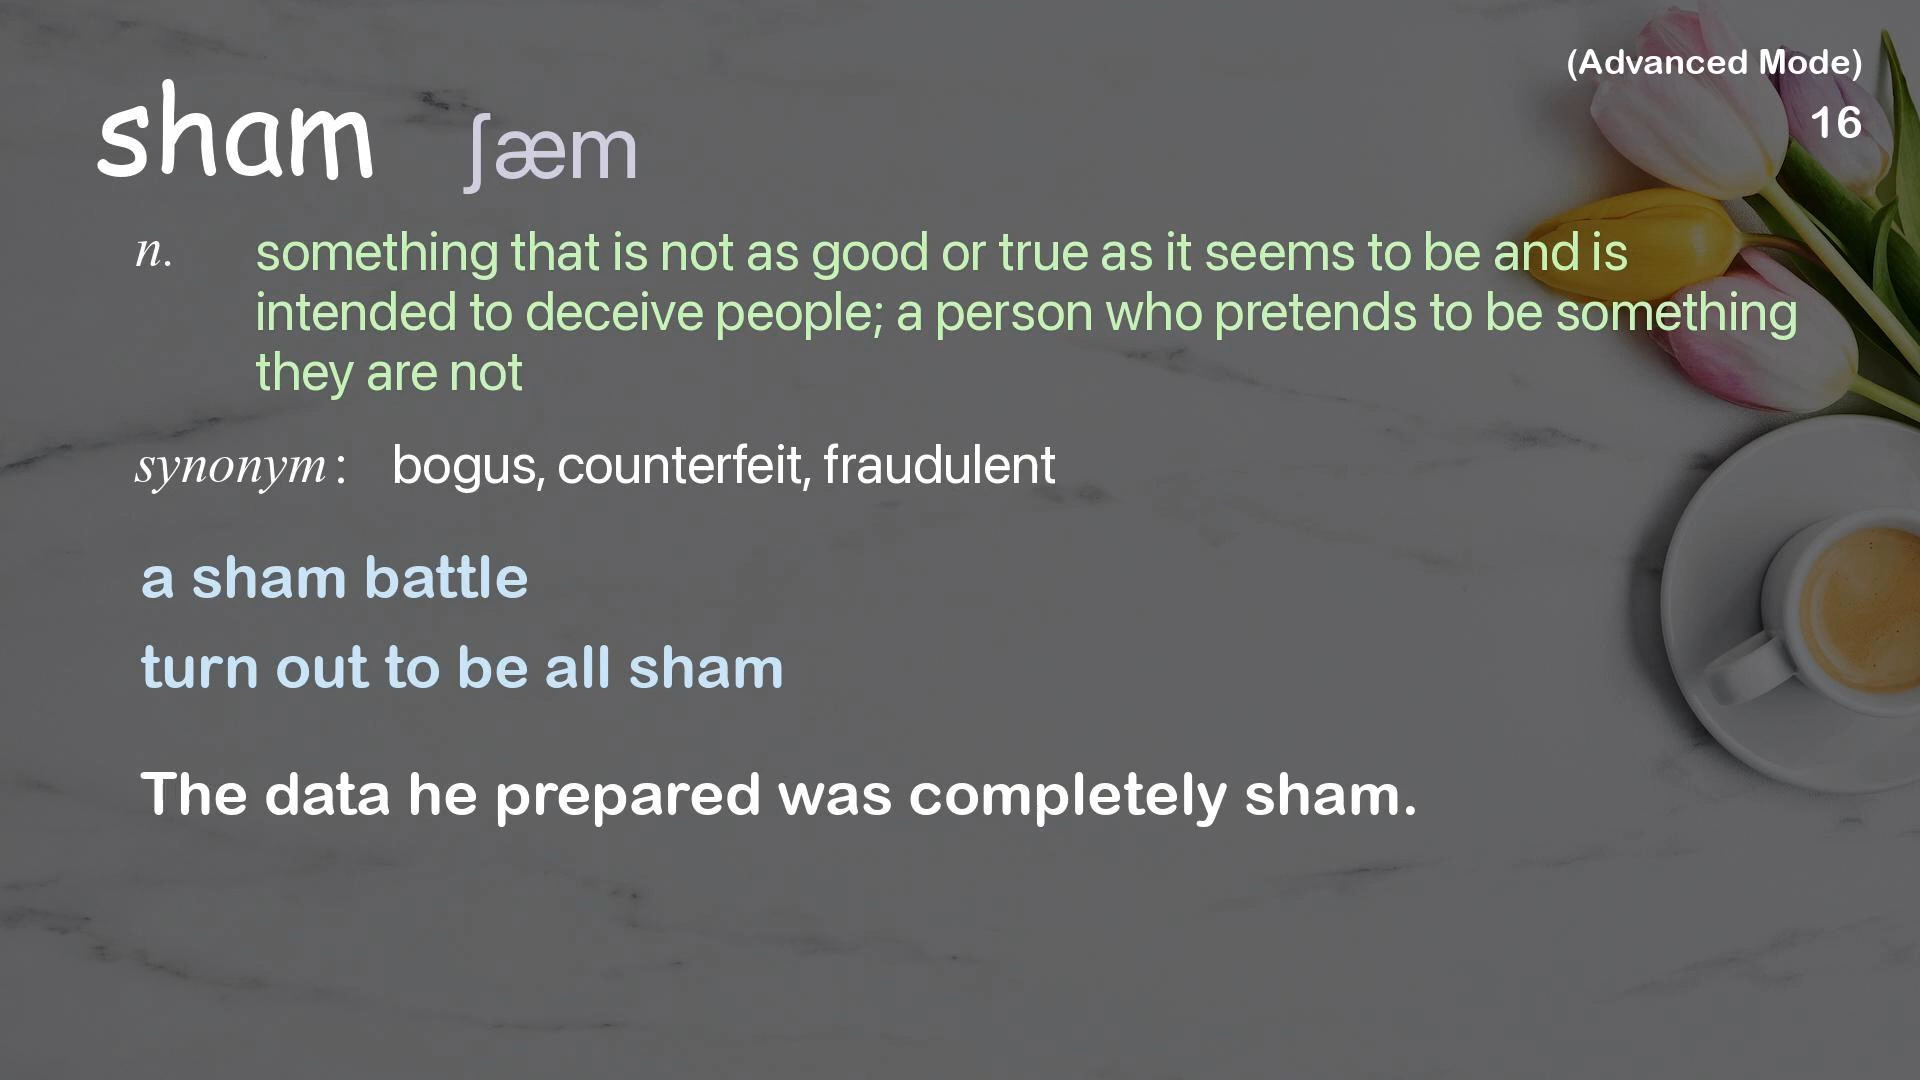 (Advanced Mode)
16
sham ʃæm
n. something that is not as good or true as it seems to be and is
intended to deceive people; a person who pretends to be something
they are not
synonym: bogus, counterfeit, fraudulent
a sham battle
turn out to be all sham
The data he prepared was completely sham.